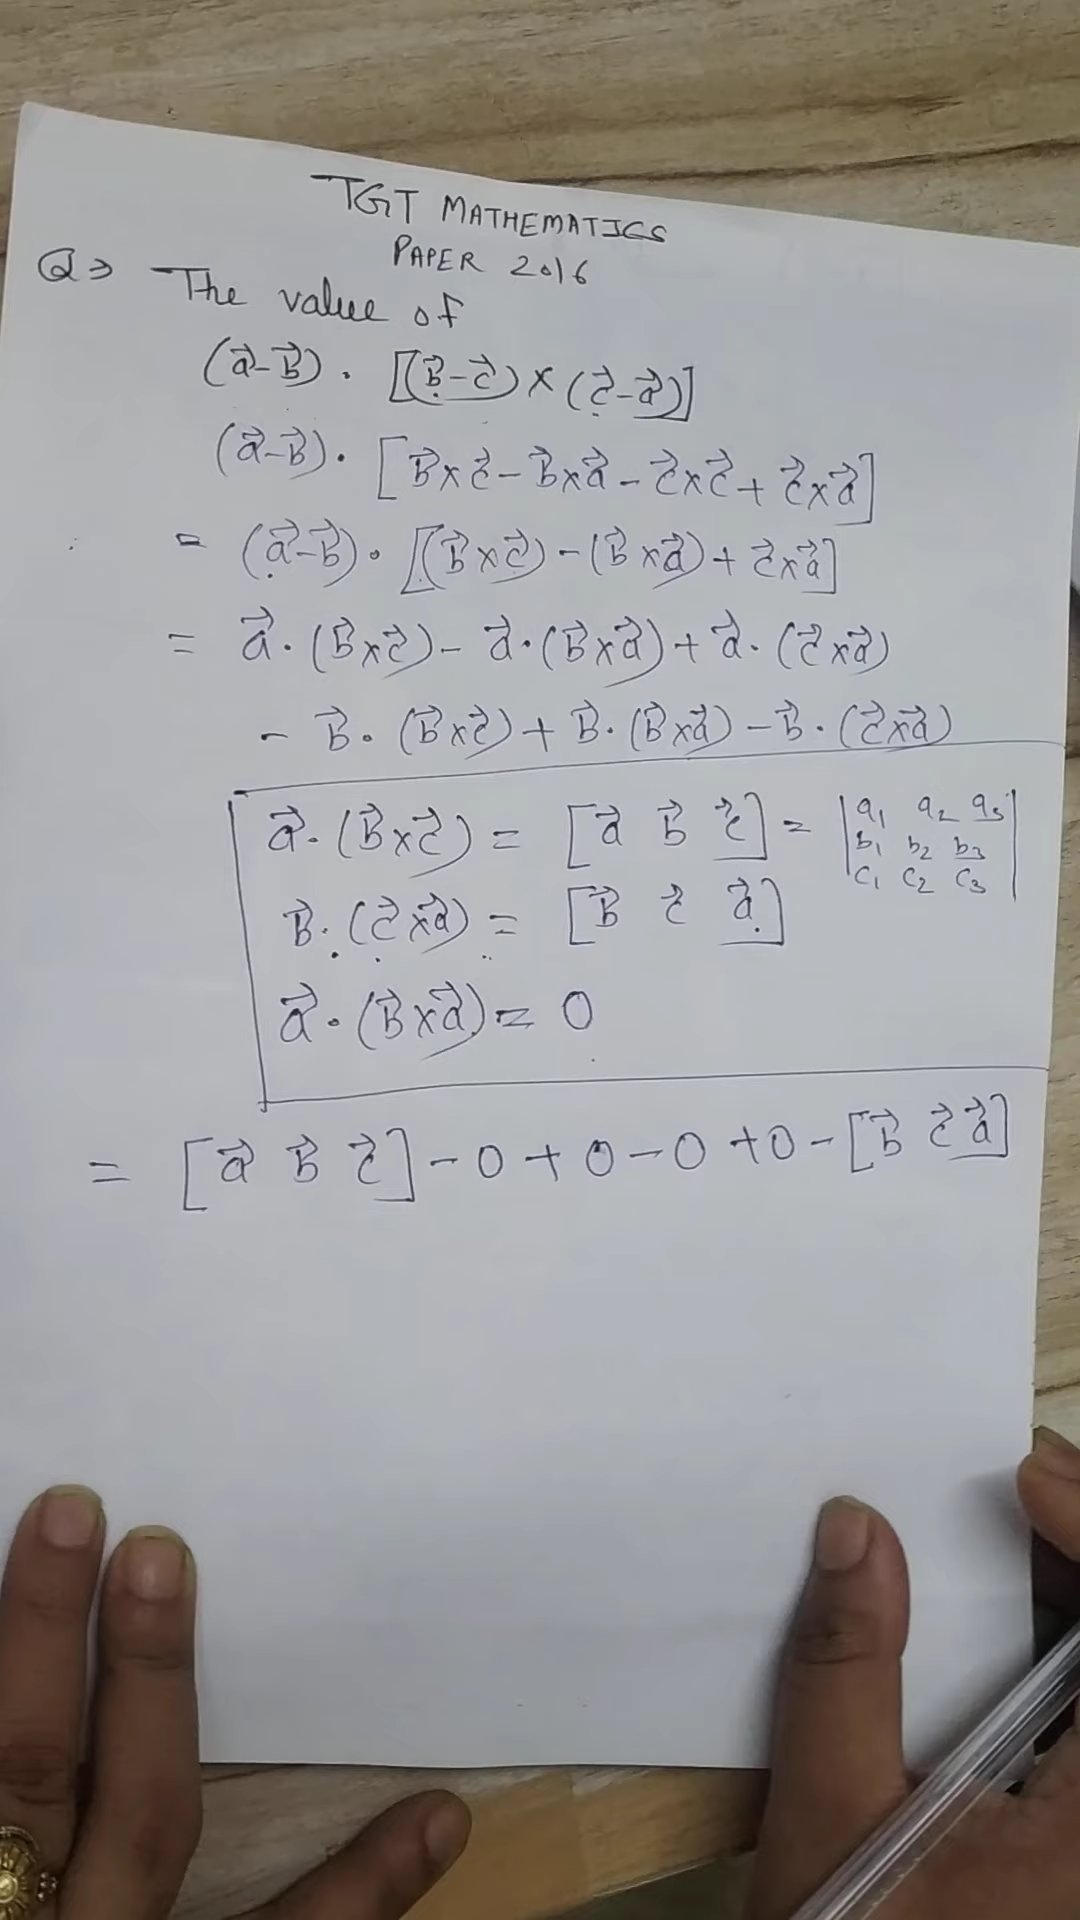 TGT MATHEMATICS
PAPER 2016
Q⇒ The value of
(a⃗-b⃗). [(b⃗-c⃗)×(c⃗-a⃗)]
(a⃗-b⃗). [b⃗×c⃗-b⃗×a⃗-c⃗×c⃗+c⃗×a⃗]
= (a⃗-b⃗). [(b⃗×c⃗)-(b⃗×a⃗)+c⃗×a⃗]
= a⃗.(b⃗×c⃗)-a⃗.(b⃗×a⃗)+a⃗.(c⃗×a⃗)
- b⃗.(b⃗×c⃗)+b⃗.(b⃗×a⃗)-b⃗.(c⃗×a⃗)
a⃗.(b⃗×c⃗) = [a⃗ b⃗ c⃗] = |a₁ a₂ a₃|
|b₁ b₂ b₃|
|c₁ c₂ c₃|
b⃗.(c⃗×a⃗) = [b⃗ c⃗ a⃗]
a⃗.(b⃗×a⃗) = 0
= [a⃗ b⃗ c⃗]-0+0-0+0-[b⃗ c⃗ a⃗]